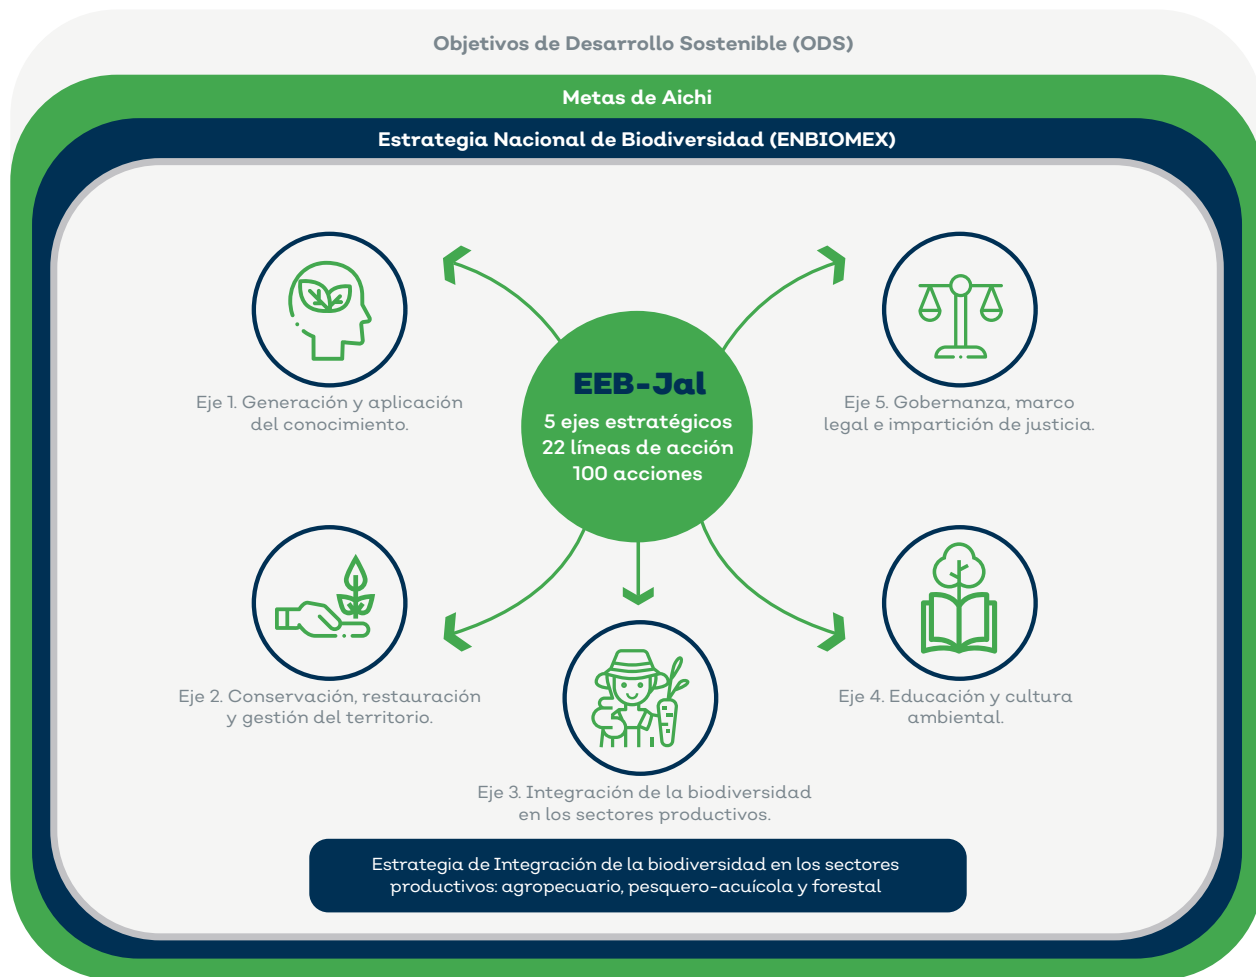 Objetivos de Desarrollo Sostenible (ODS)
Metas de Aichi
Estrategia Nacional de Biodiversidad (ENBIOMEX)
EEB-Jal
5 ejes estratégicos
22 líneas de acción
100 acciones
Eje 1. Generación y aplicación
del conocimiento.
Eje 5. Gobernanza, marco
legal e impartición de justicia.
Eje 2. Conservación, restauración
y gestión del territorio.
Eje 4. Educación y cultura
ambiental.
Eje 3. Integración de la biodiversidad
en los sectores productivos.
Estrategia de Integración de la biodiversidad en los sectores
productivos: agropecuario, pesquero-acuícola y forestal